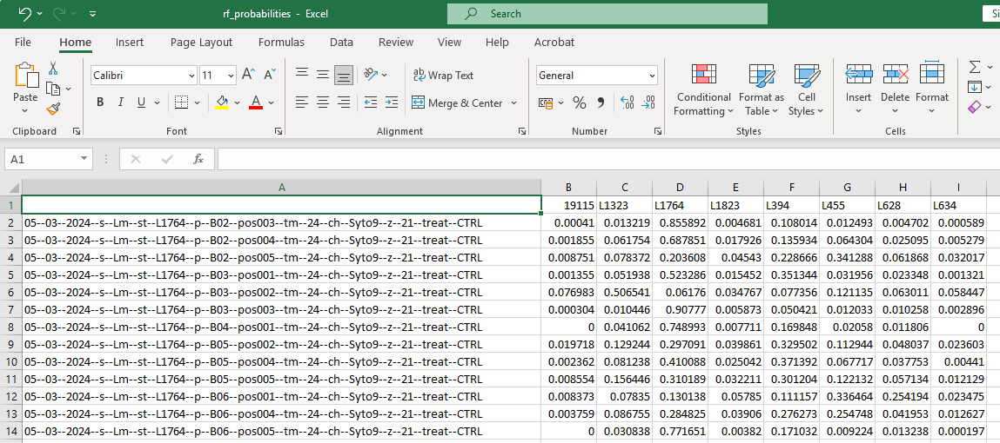 rf_probabilities - Excel
Search
Si
File Home Insert Page Layout Formulas Data Review View Help Acrobat
Paste
Calibri 11 A^ A˅ ab Wrap Text General
B I U A Merge & Center % 9 .00 .00
Conditional Formatting Format as Table Cell Styles Insert Delete Format
Clipboard Font Alignment Number Styles Cells
A1 fx
A B C D E F G H I
1 19115 L1323 L1764 L1823 L394 L455 L628 L634
2 05--03--2024--s--Lm--st--L1764--p--B02--pos003--tm--24--ch--Syto9--z--21--treat--CTRL 0.00041 0.013219 0.855892 0.004681 0.108014 0.012493 0.004702 0.000589
3 05--03--2024--s--Lm--st--L1764--p--B02--pos004--tm--24--ch--Syto9--z--21--treat--CTRL 0.001855 0.061754 0.687851 0.017926 0.135934 0.064304 0.025095 0.005279
4 05--03--2024--s--Lm--st--L1764--p--B02--pos005--tm--24--ch--Syto9--z--21--treat--CTRL 0.008751 0.078372 0.203608 0.04543 0.228666 0.341288 0.061868 0.032017
5 05--03--2024--s--Lm--st--L1764--p--B03--pos001--tm--24--ch--Syto9--z--21--treat--CTRL 0.001355 0.051938 0.523286 0.015452 0.351344 0.031956 0.023348 0.001321
6 05--03--2024--s--Lm--st--L1764--p--B03--pos002--tm--24--ch--Syto9--z--21--treat--CTRL 0.076983 0.506541 0.06176 0.034767 0.077356 0.121135 0.063011 0.058447
7 05--03--2024--s--Lm--st--L1764--p--B03--pos003--tm--24--ch--Syto9--z--21--treat--CTRL 0.000304 0.010446 0.90777 0.005873 0.050421 0.012033 0.010258 0.002896
8 05--03--2024--s--Lm--st--L1764--p--B04--pos001--tm--24--ch--Syto9--z--21--treat--CTRL 0 0.041062 0.748993 0.007711 0.169848 0.02058 0.011806 0
9 05--03--2024--s--Lm--st--L1764--p--B05--pos002--tm--24--ch--Syto9--z--21--treat--CTRL 0.019718 0.129244 0.297091 0.039861 0.329502 0.112944 0.048037 0.023603
10 05--03--2024--s--Lm--st--L1764--p--B05--pos004--tm--24--ch--Syto9--z--21--treat--CTRL 0.002362 0.081238 0.410088 0.025042 0.371392 0.067717 0.037753 0.00441
11 05--03--2024--s--Lm--st--L1764--p--B05--pos005--tm--24--ch--Syto9--z--21--treat--CTRL 0.008554 0.156446 0.310189 0.032211 0.301204 0.122132 0.057134 0.012129
12 05--03--2024--s--Lm--st--L1764--p--B06--pos001--tm--24--ch--Syto9--z--21--treat--CTRL 0.008373 0.07835 0.130138 0.05785 0.111157 0.336464 0.254194 0.023475
13 05--03--2024--s--Lm--st--L1764--p--B06--pos004--tm--24--ch--Syto9--z--21--treat--CTRL 0.003759 0.086755 0.284825 0.03906 0.276273 0.254748 0.041953 0.012627
14 05--03--2024--s--Lm--st--L1764--p--B06--pos005--tm--24--ch--Syto9--z--21--treat--CTRL 0 0.030838 0.771651 0.00382 0.171032 0.009224 0.013238 0.000197